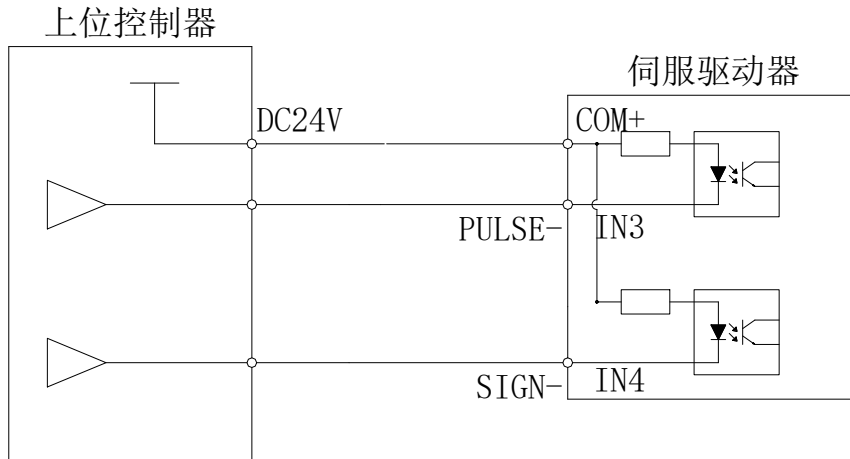 上位控制器
伺服驱动器
DC24V
COM+
PULSE-
IN3
SIGN-
IN4